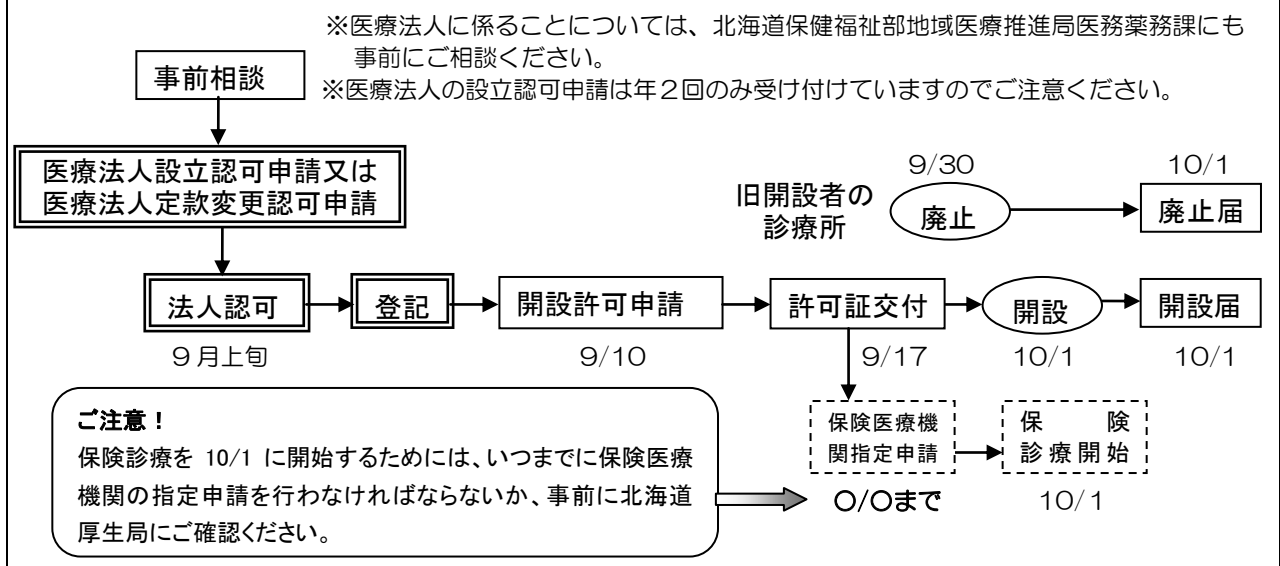 ※医療法人に係ることについては、北海道保健福祉部地域医療推進局医務薬務課にも
事前にご相談ください。
※医療法人の設立認可申請は年２回のみ受け付けていますのでご注意ください。
事前相談
医療法人設立認可申請又は
医療法人定款変更認可申請
旧開設者の
診療所
9/30
廃止
10/1
廃止届
法人認可
９月上旬
登記
開設許可申請
9/10
許可証交付
9/17
開設
10/1
開設届
10/1
保険医療機
関指定申請
〇/〇まで
保　　険
診療開始
10/1
ご注意！
保険診療を 10/1 に開始するためには、いつまでに保険医療
機関の指定申請を行わなければならないか、事前に北海道
厚生局にご確認ください。